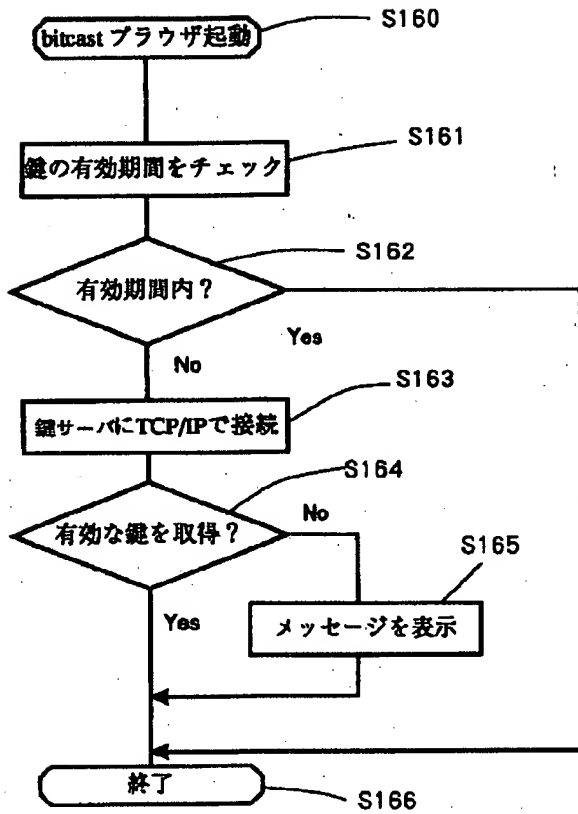 bitcast ブラウザ起動
S160
S161
鍵の有効期間をチェック
S162
有効期間内？
Yes
No
S163
鍵サーバにTCP/IPで接続
S164
有効な鍵を取得？
No
S165
Yes
メッセージを表示
終了
S166